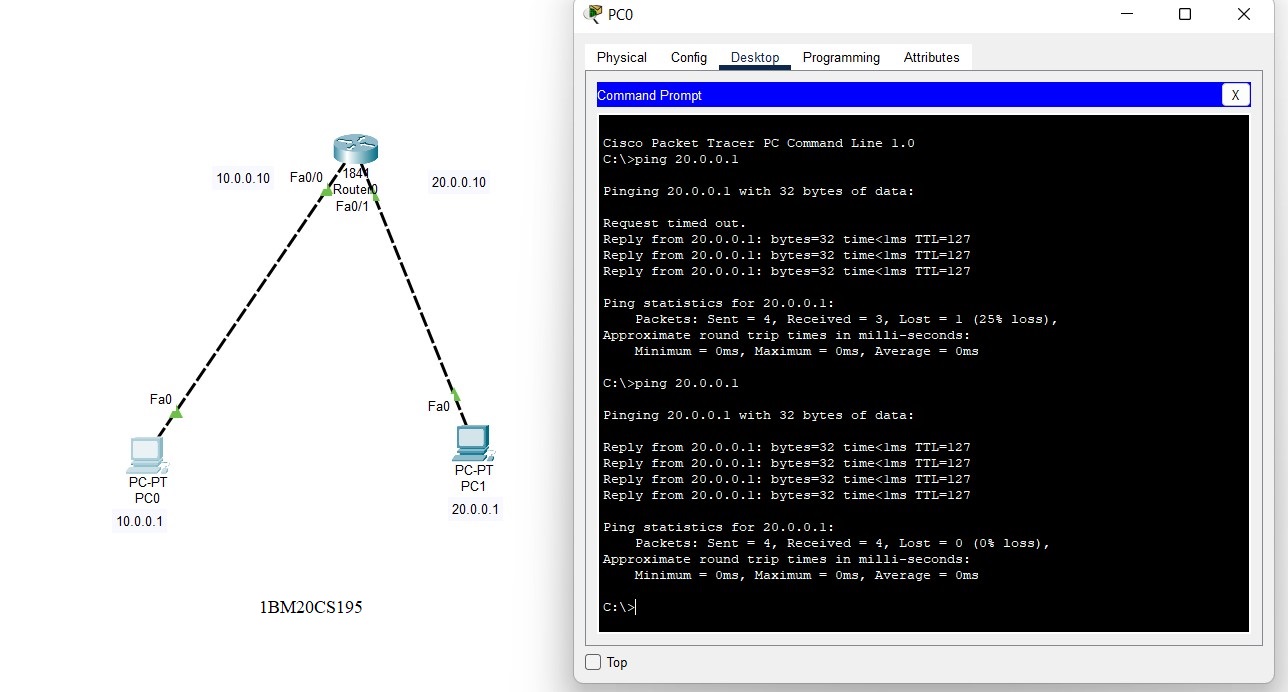 10.0.0.10
Fa0/0
1841
Router0
Fa0/1
20.0.0.10
Fa0
PC-PT
PC0
10.0.0.1
Fa0
PC-PT
PC1
20.0.0.1
1BM20CS195
PC0
Physical Config Desktop Programming Attributes
Command Prompt
X
Cisco Packet Tracer PC Command Line 1.0
C:\>ping 20.0.0.1
Pinging 20.0.0.1 with 32 bytes of data:
Request timed out.
Reply from 20.0.0.1: bytes=32 time<1ms TTL=127
Reply from 20.0.0.1: bytes=32 time<1ms TTL=127
Reply from 20.0.0.1: bytes=32 time<1ms TTL=127
Ping statistics for 20.0.0.1:
Packets: Sent = 4, Received = 3, Lost = 1 (25% loss),
Approximate round trip times in milli-seconds:
Minimum = 0ms, Maximum = 0ms, Average = 0ms
C:\>ping 20.0.0.1
Pinging 20.0.0.1 with 32 bytes of data:
Reply from 20.0.0.1: bytes=32 time<1ms TTL=127
Reply from 20.0.0.1: bytes=32 time<1ms TTL=127
Reply from 20.0.0.1: bytes=32 time<1ms TTL=127
Reply from 20.0.0.1: bytes=32 time<1ms TTL=127
Ping statistics for 20.0.0.1:
Packets: Sent = 4, Received = 4, Lost = 0 (0% loss),
Approximate round trip times in milli-seconds:
Minimum = 0ms, Maximum = 0ms, Average = 0ms
C:\>
Top